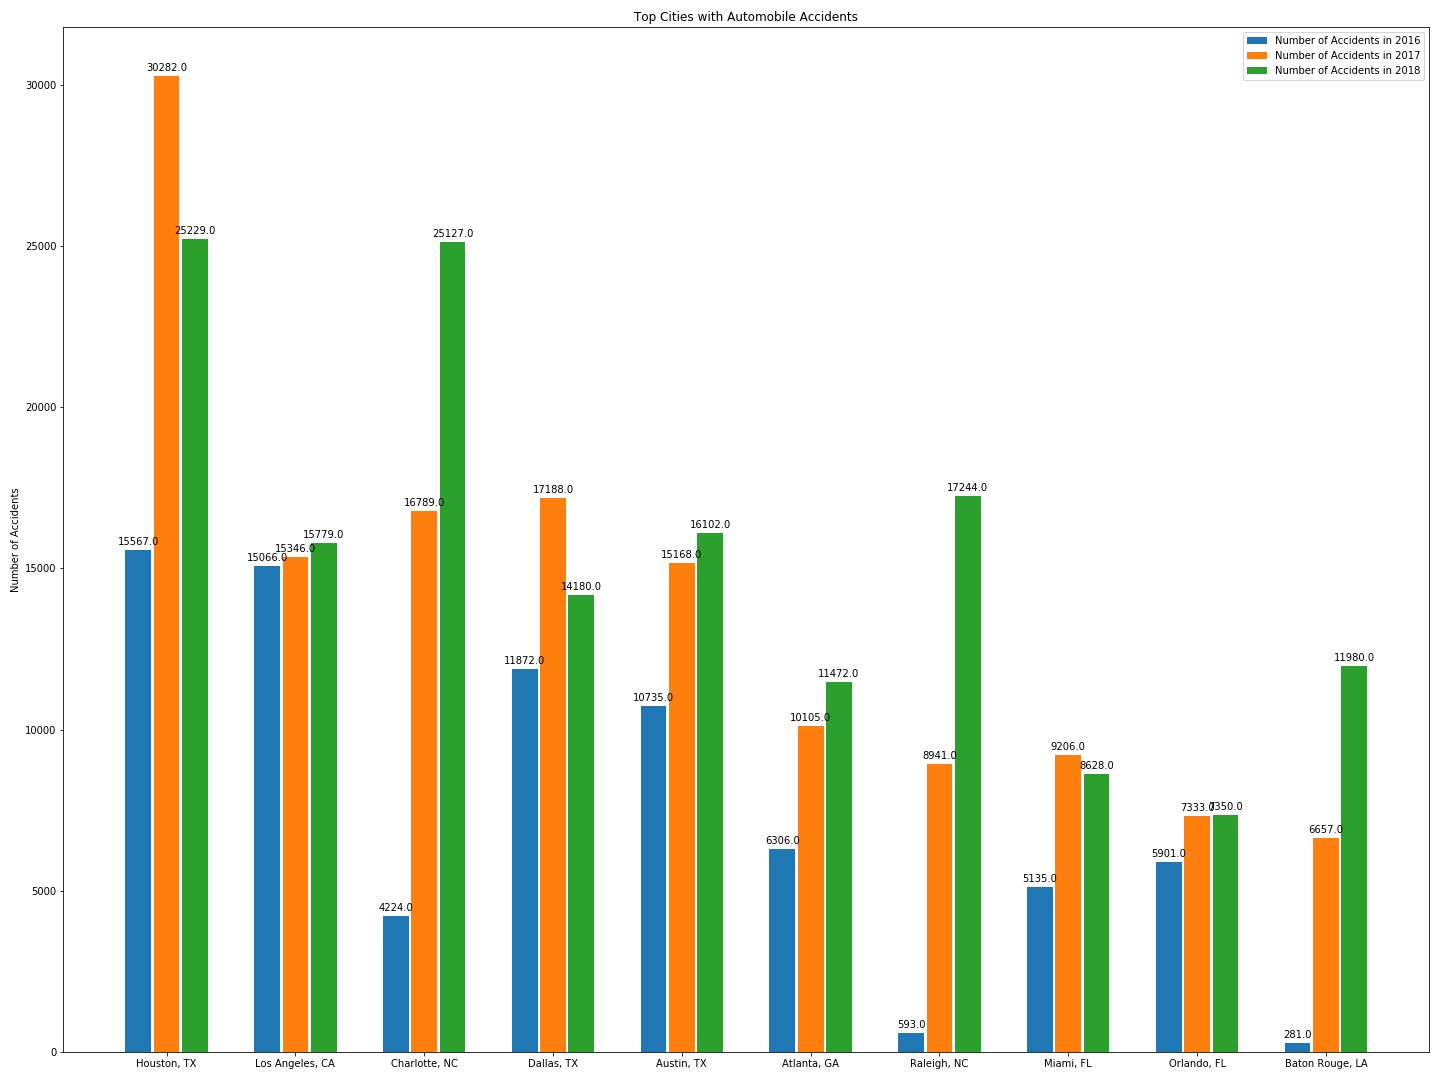 Top Cities with Automobile Accidents
Number of Accidents in 2016
Number of Accidents in 2017
Number of Accidents in 2018
Number of Accidents
30000
25000
20000
15000
10000
5000
0
15567.0 30282.0 25229.0
15066.0 15346.0 15779.0
4224.0 16789.0 25127.0
11872.0 17188.0 14180.0
10735.0 15168.0 16102.0
6306.0 10105.0 11472.0
593.0 8941.0 17244.0
5135.0 9206.0 8628.0
5901.0 7333.0 7350.0
281.0 6657.0 11980.0
Houston, TX Los Angeles, CA Charlotte, NC Dallas, TX Austin, TX Atlanta, GA Raleigh, NC Miami, FL Orlando, FL Baton Rouge, LA